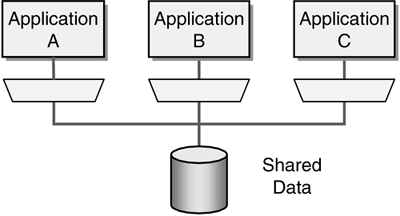 Application
A
Application
B
Application
C
Shared
Data